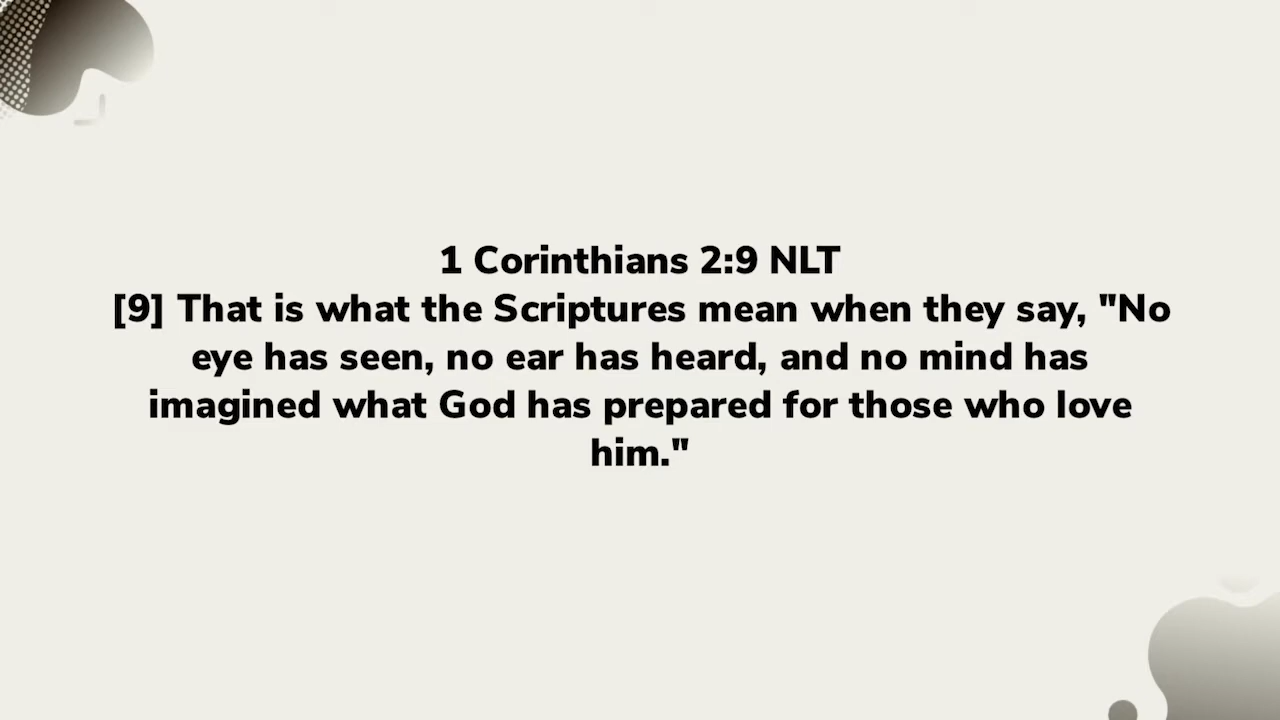 1 Corinthians 2:9 NLT
[9] That is what the Scriptures mean when they say, "No
eye has seen, no ear has heard, and no mind has
imagined what God has prepared for those who love
him."